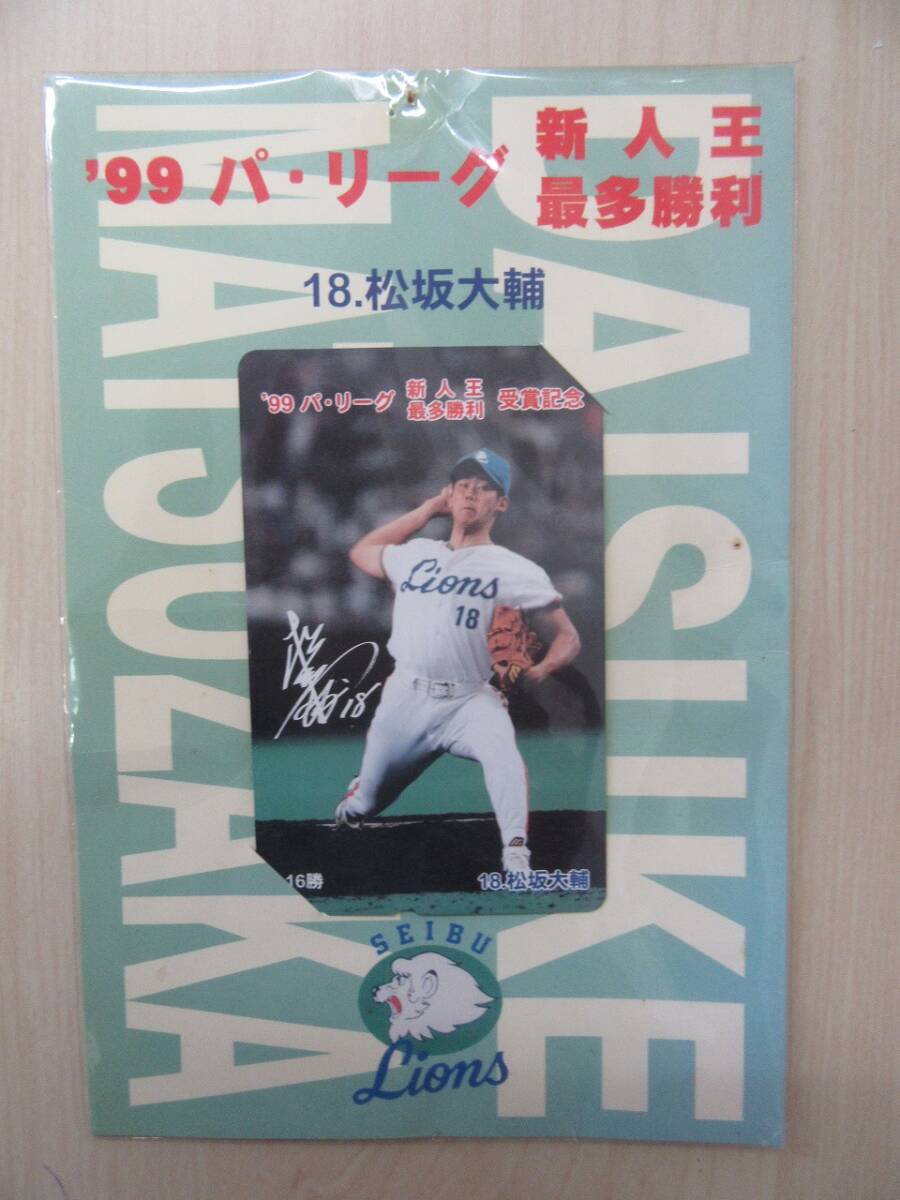 DAISUKE
MATSUZAKA
'99 パ・リーグ 新人王
最多勝利
18.松坂大輔
'99 パ・リーグ 新人王
最多勝利 受賞記念
Lions
18
18
16勝
18.松坂大輔
SEIBU
Lions